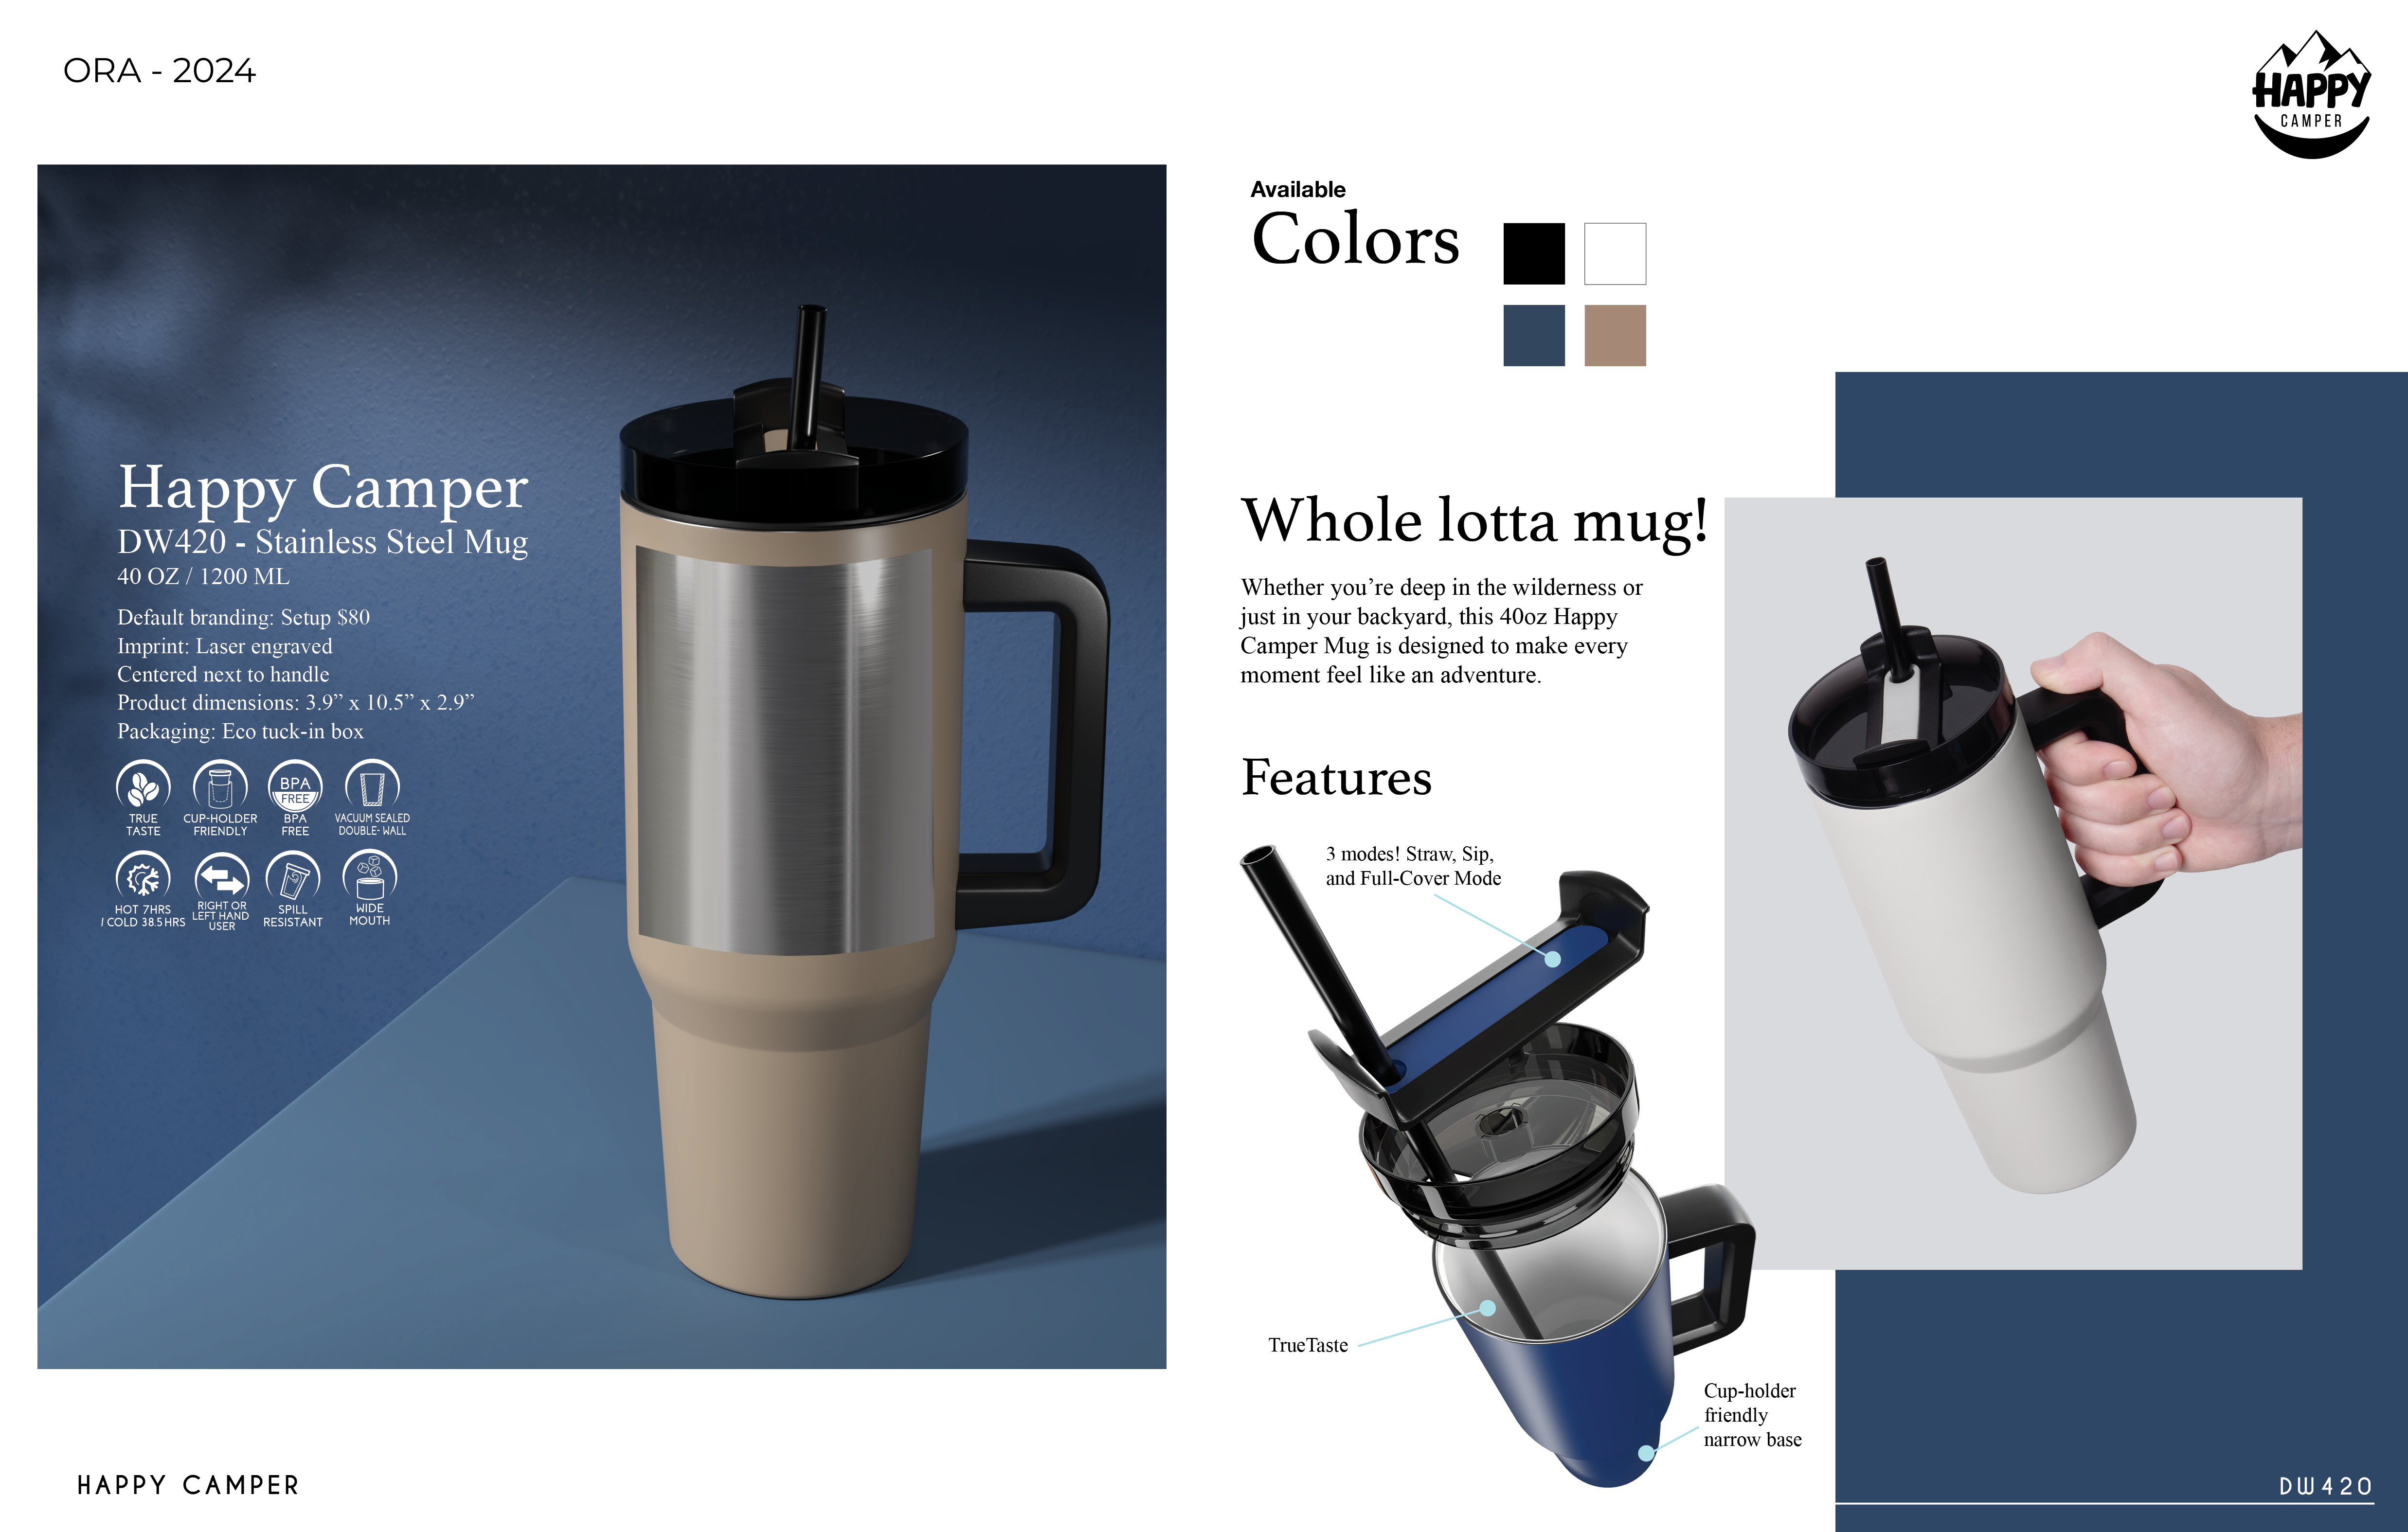 ORA - 2024
HAPPY
CAMPER
Happy Camper
DW420 - Stainless Steel Mug
40 OZ / 1200 ML
Default branding: Setup $80
Imprint: Laser engraved
Centered next to handle
Product dimensions: 3.9” x 10.5” x 2.9”
Packaging: Eco tuck-in box
TRUE
TASTE
CUP-HOLDER
FRIENDLY
BPA
FREE
BPA
FREE
VACUUM SEALED
DOUBLE- WALL
HOT 7HRS
/ COLD 38.5HRS
RIGHT OR
LEFT HAND
USER
SPILL
RESISTANT
WIDE
MOUTH
Available
Colors
Whole lotta mug!
Whether you’re deep in the wilderness or
just in your backyard, this 40oz Happy
Camper Mug is designed to make every
moment feel like an adventure.
Features
3 modes! Straw, Sip,
and Full-Cover Mode
TrueTaste
Cup-holder
friendly
narrow base
HAPPY CAMPER
DW420